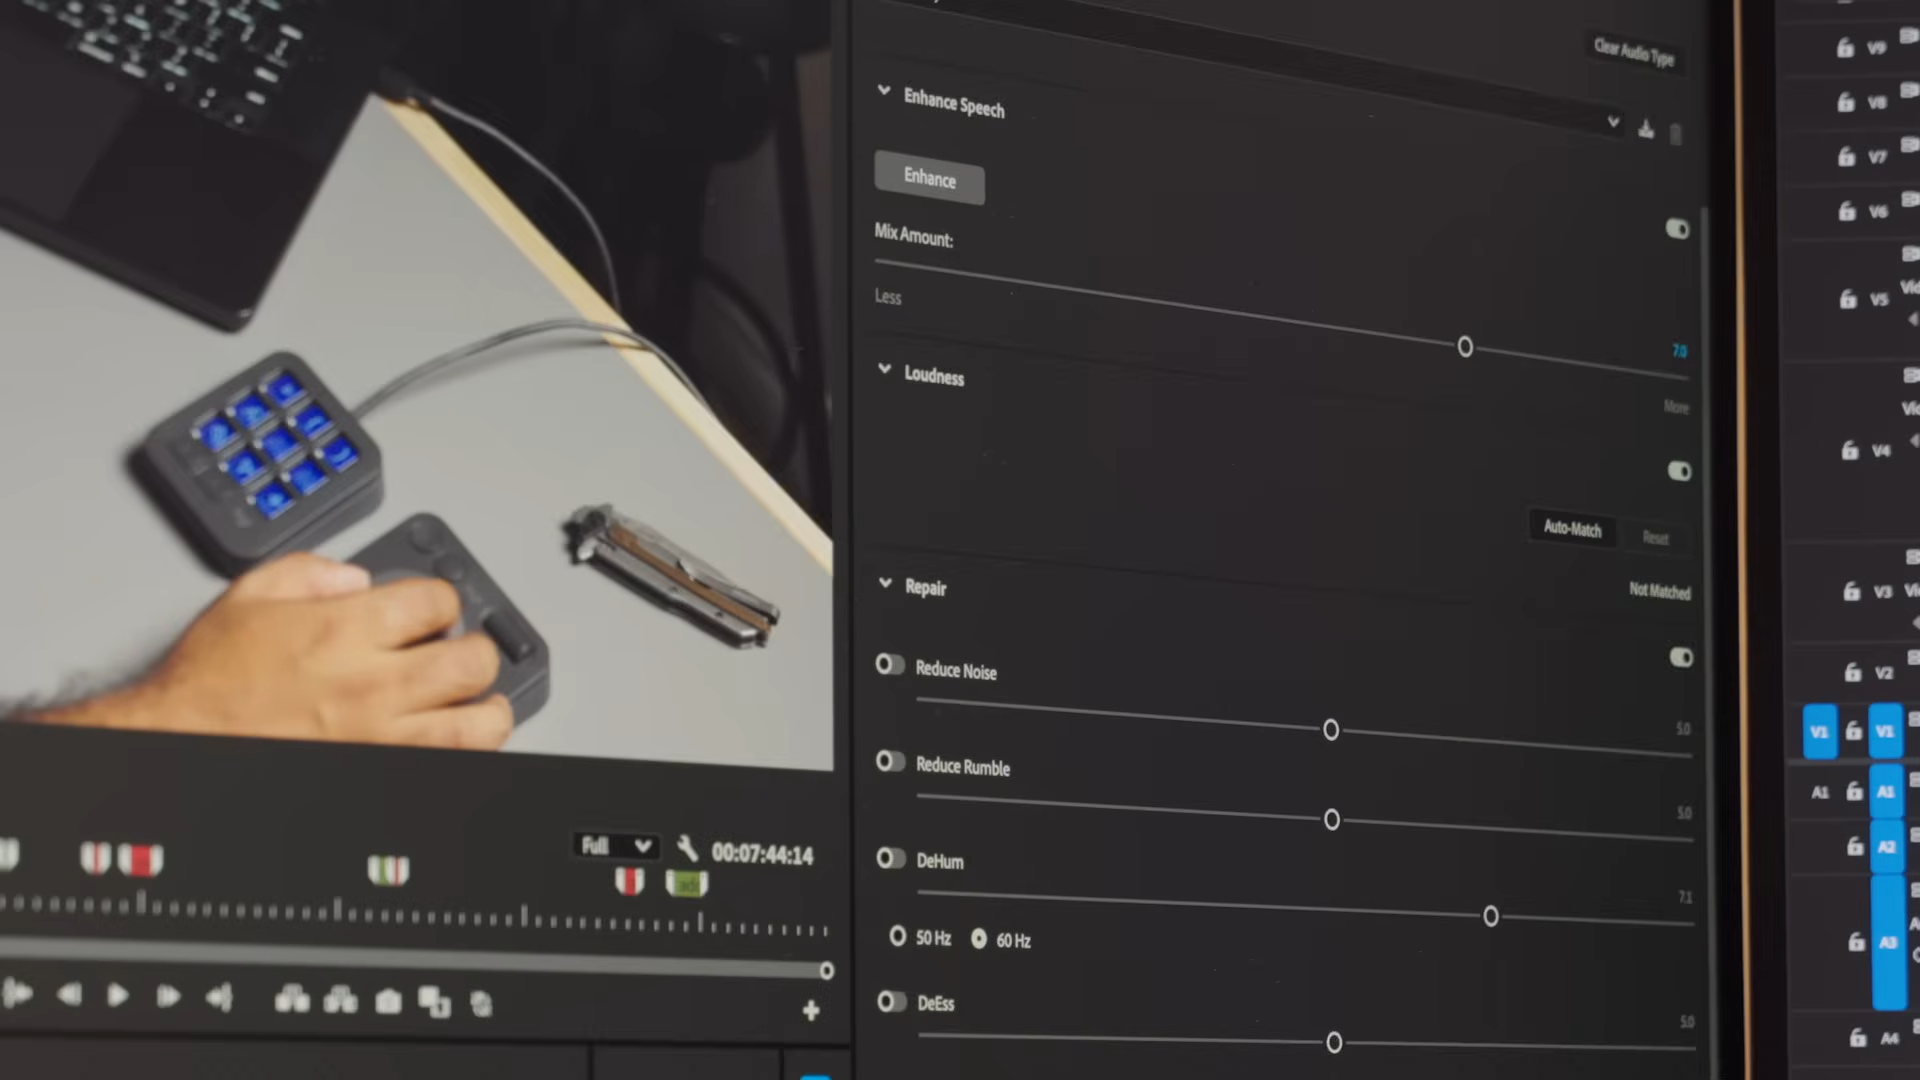 Clear Audio Type
Enhance Speech
Enhance
Mix Amount:
7.0
Less
More
Loudness
Auto-Match
Reset
Not Matched
Repair
Reduce Noise
5.0
Reduce Rumble
5.0
DeHum
7.1
50 Hz
60 Hz
DeEss
5.0
Full
00:07:44:14
V9
V8
V7
V6
V5
V4
V3
V2
V1
V1
A1
A1
A2
A3
A4